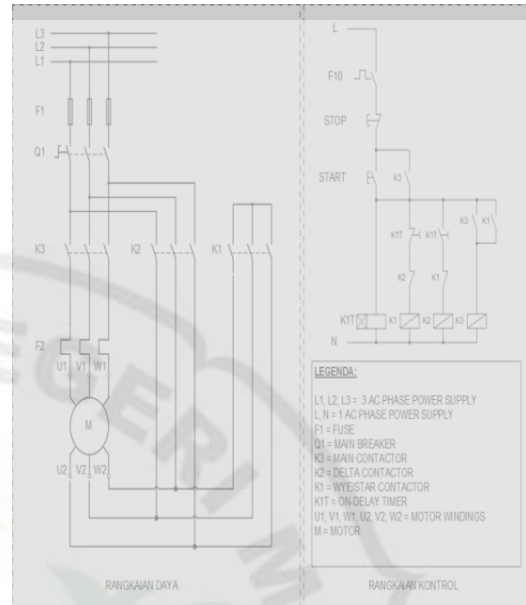 L3
L2
L1
F1
Q1
K3 K2 K1
F2
U1 V1 W1
M
U2 V2 W2
RANGKAIAN DAYA
L
F10
STOP
START
K3
K1T K1T K3 K1
K2 K1
K1T K1 K2 K3
N
LEGENDA:
L1, L2, L3 = 3 AC PHASE POWER SUPPLY
L, N = 1 AC PHASE POWER SUPPLY
F1 = FUSE
Q1 = MAIN BREAKER
K3 = MAIN CONTACTOR
K2 = DELTA CONTACTOR
K1 = WYE/STAR CONTACTOR
K1T = ON-DELAY TIMER
U1, V1, W1, U2, V2, W2 = MOTOR WINDINGS
M = MOTOR
RANGKAIAN KONTROL
EGERI M